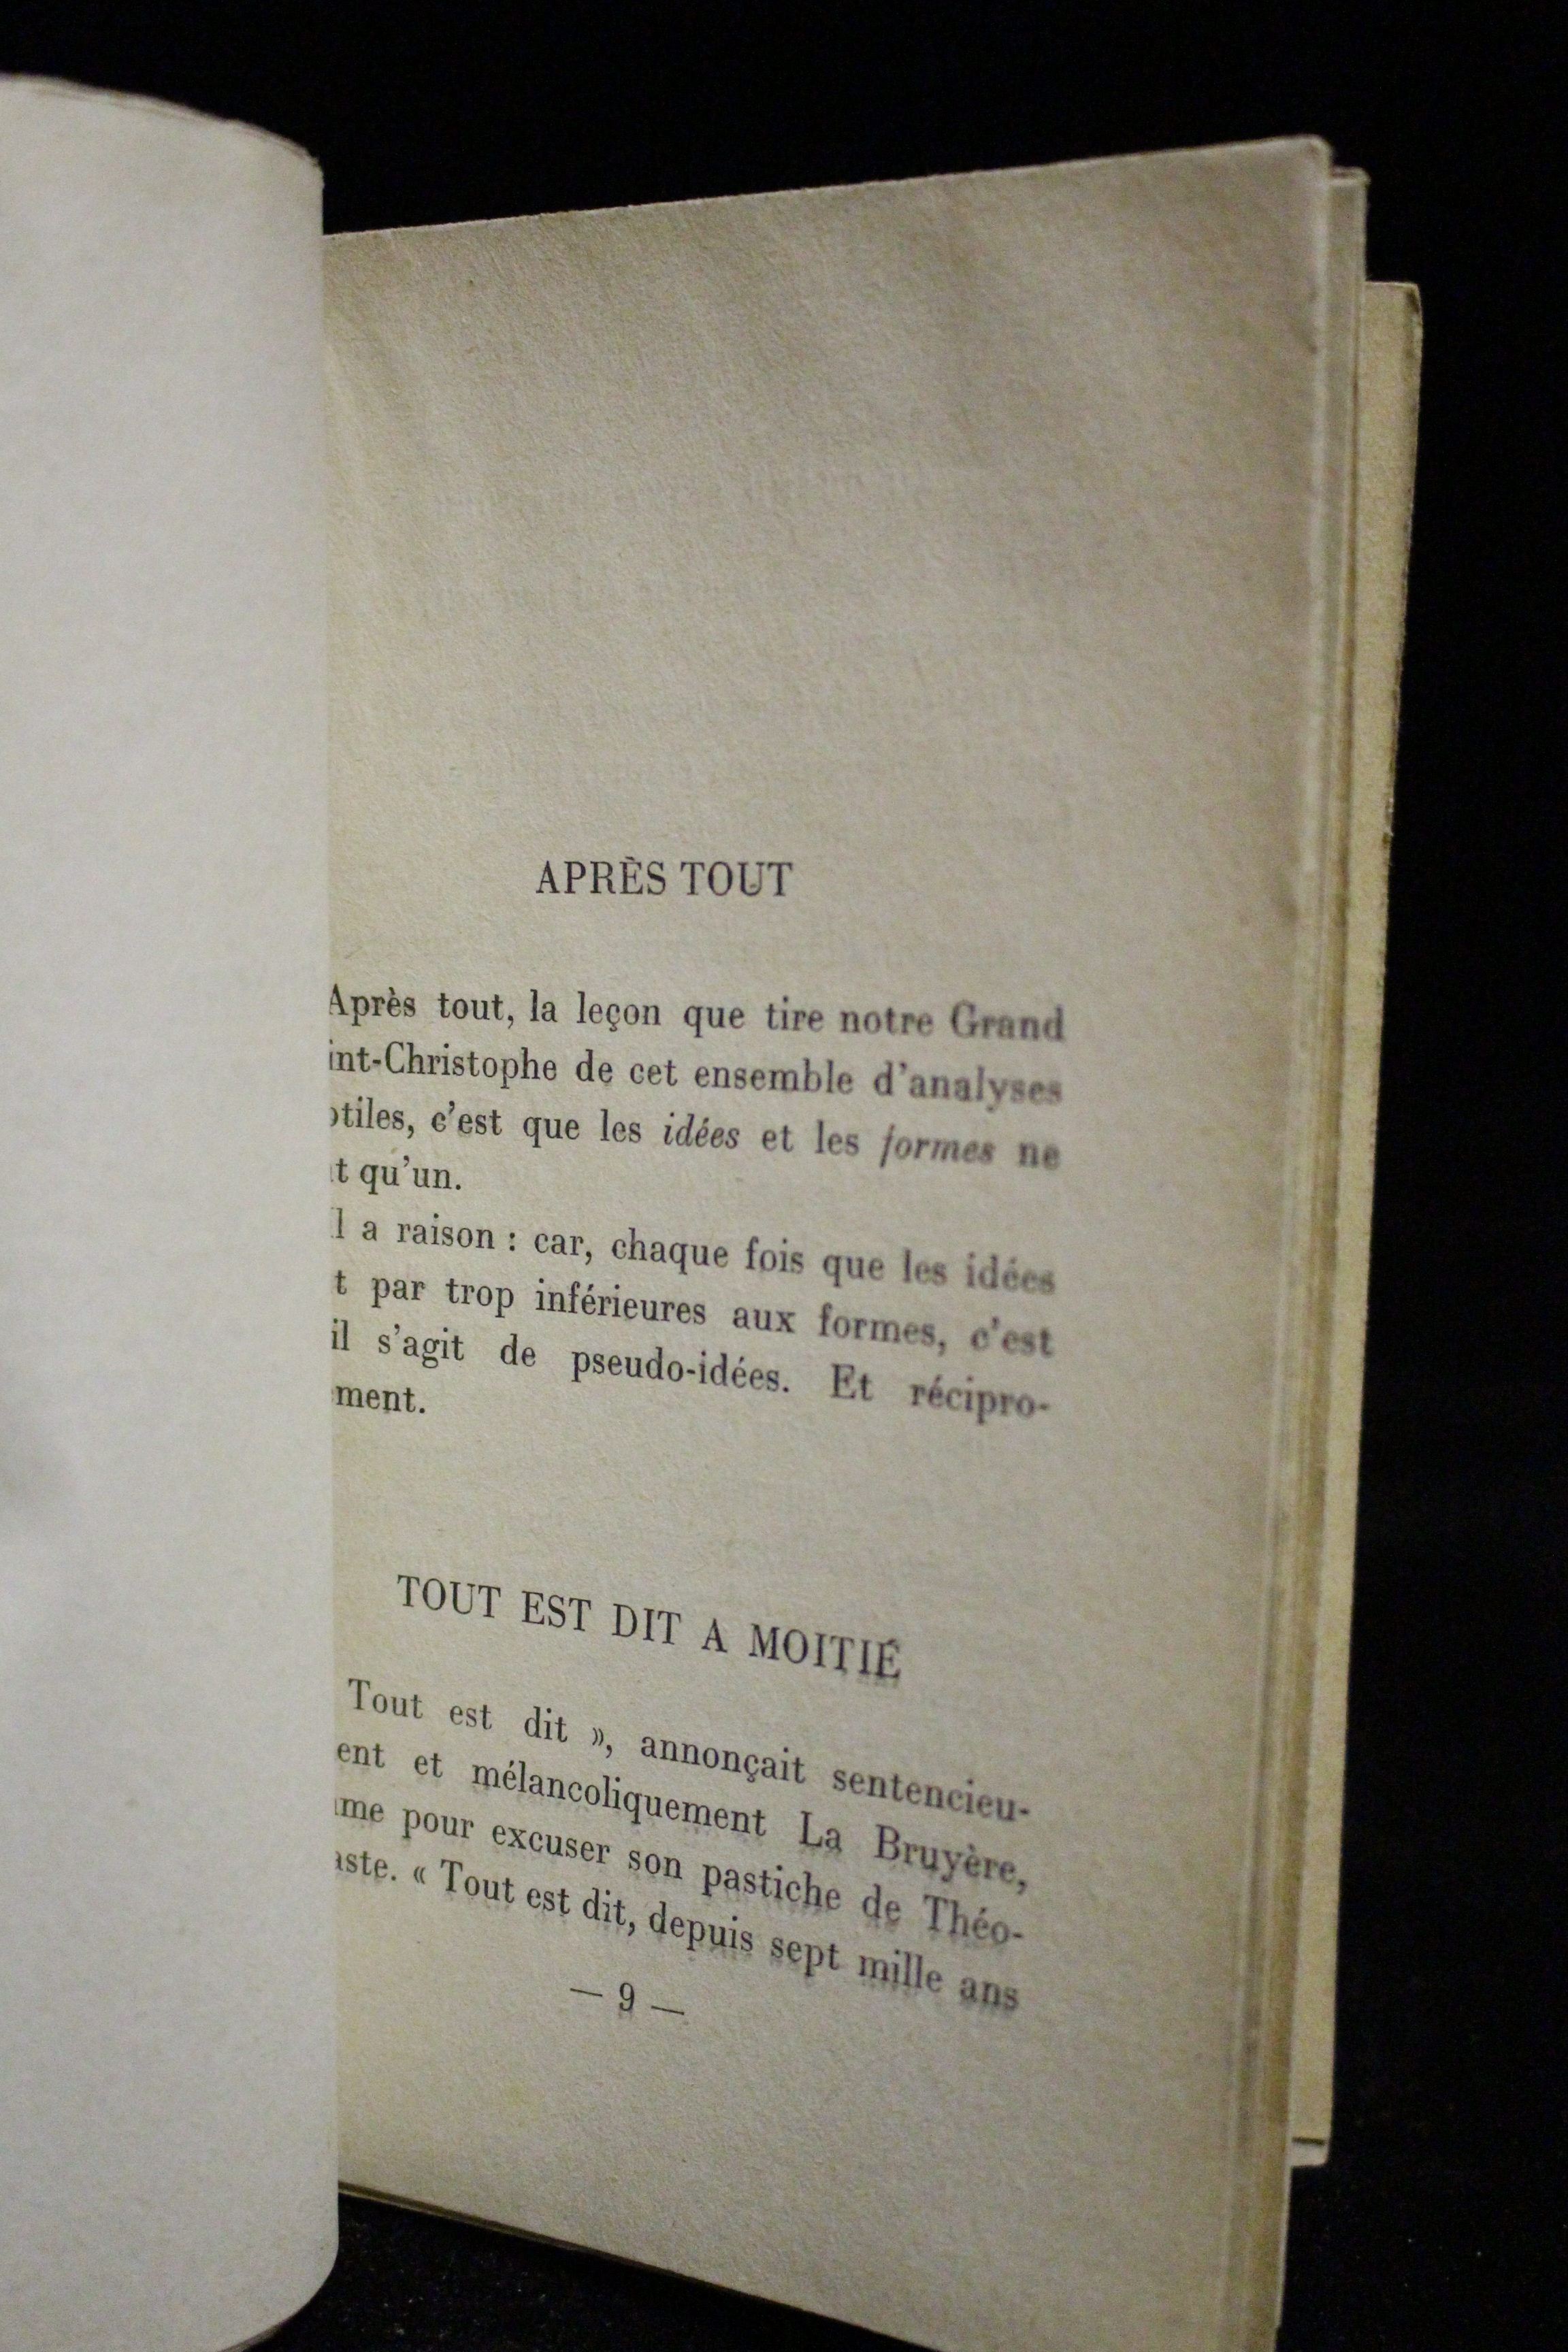 APRÈS TOUT
Après tout, la leçon que tire notre Grand
int-Christophe de cet ensemble d'analyses
tiles, c'est que les idées et les formes ne
t qu'un.
l a raison : car, chaque fois que les idées
t par trop inférieures aux formes, c'est
il s'agit de pseudo-idées. Et récipro-
ment.
TOUT EST DIT A MOITIÉ
Tout est dit », annonçait sentencieu-
ent et mélancoliquement La Bruyère,
me pour excuser son pastiche de Théo-
aste. « Tout est dit, depuis sept mille ans
— 9 —